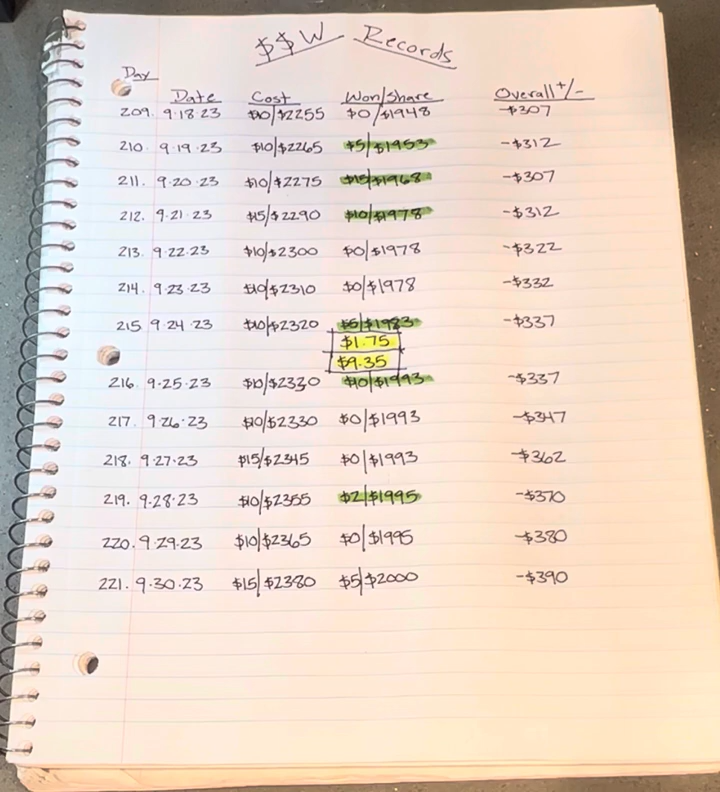 $$W Records
Day
Date Cost Won/Share Overall +/-
209. 9.18.23 $10/$2255 $0/$1948 -$307
210. 9.19.23 $10/$2265 $5/$1953 -$312
211. 9.20.23 $10/$2275 $15/$1968 -$307
212. 9.21.23 $15/$2290 $10/$1978 -$312
213. 9.22.23 $10/$2300 $0/$1978 -$322
214. 9.23.23 $10/$2310 $0/$1978 -$332
215. 9.24.23 $10/$2320 $5/$1983 -$337
$1.75
$9.35
216. 9.25.23 $10/$2330 $10/$1993 -$337
217. 9.26.23 $10/$2330 $0/$1993 -$347
218. 9.27.23 $15/$2345 $0/$1993 -$362
219. 9.28.23 $10/$2355 $2/$1995 -$370
220. 9.29.23 $10/$2365 $0/$1995 -$380
221. 9.30.23 $15/$2380 $5/$2000 -$390